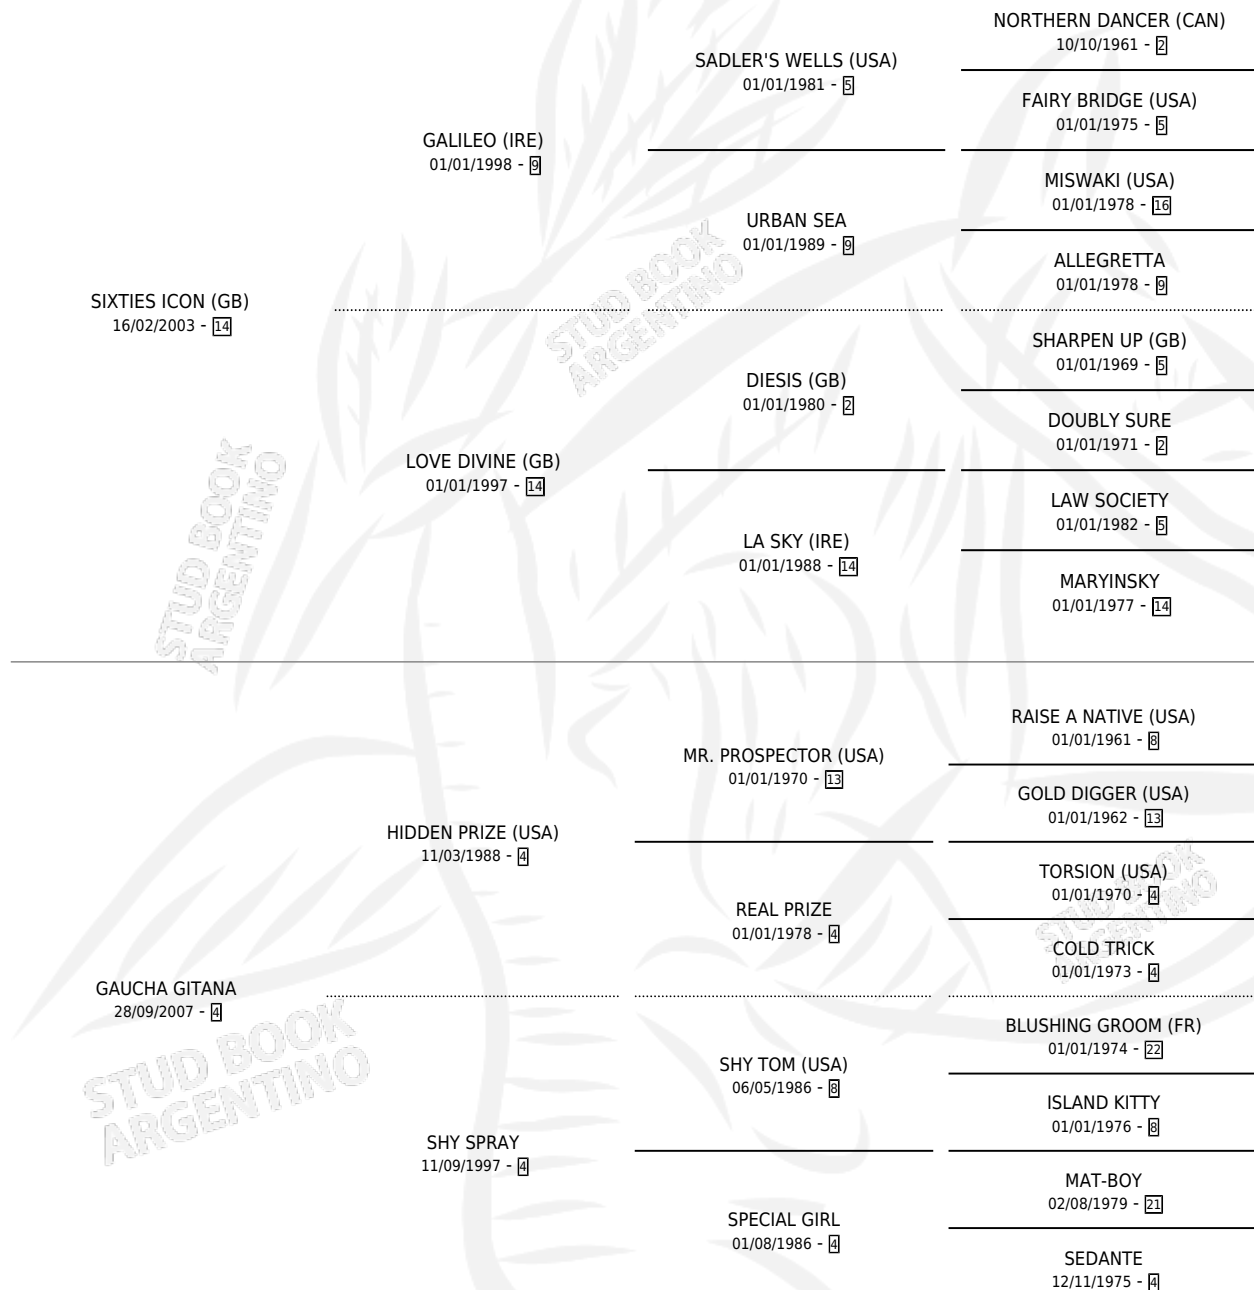 NORTHERN DANCER (CAN)
10/10/1961 - 2
SADLER'S WELLS (USA)
01/01/1981 - 5
FAIRY BRIDGE (USA)
01/01/1975 - 5
GALILEO (IRE)
01/01/1998 - 9
MISWAKI (USA)
01/01/1978 - 16
URBAN SEA
01/01/1989 - 9
ALLEGRETTA
01/01/1978 - 9
SIXTIES ICON (GB)
16/02/2003 - 14
SHARPEN UP (GB)
01/01/1969 - 5
DIESIS (GB)
01/01/1980 - 2
DOUBLY SURE
01/01/1971 - 2
LOVE DIVINE (GB)
01/01/1997 - 14
LAW SOCIETY
01/01/1982 - 5
LA SKY (IRE)
01/01/1988 - 14
MARYINSKY
01/01/1977 - 14
RAISE A NATIVE (USA)
01/01/1961 - 8
MR. PROSPECTOR (USA)
01/01/1970 - 13
GOLD DIGGER (USA)
01/01/1962 - 13
HIDDEN PRIZE (USA)
11/03/1988 - 4
TORSION (USA)
01/01/1970 - 4
REAL PRIZE
01/01/1978 - 4
COLD TRICK
01/01/1973 - 4
GAUCHA GITANA
28/09/2007 - 4
BLUSHING GROOM (FR)
01/01/1974 - 22
SHY TOM (USA)
06/05/1986 - 8
ISLAND KITTY
01/01/1976 - 8
SHY SPRAY
11/09/1997 - 4
MAT-BOY
02/08/1979 - 21
SPECIAL GIRL
01/08/1986 - 4
SEDANTE
12/11/1975 - 4
STUD BOOK
ARGENTINO
STUD BOOK
ARGENTINO
STUD BOOK
ARGENTINO
STUD BOOK
ARGENTINO